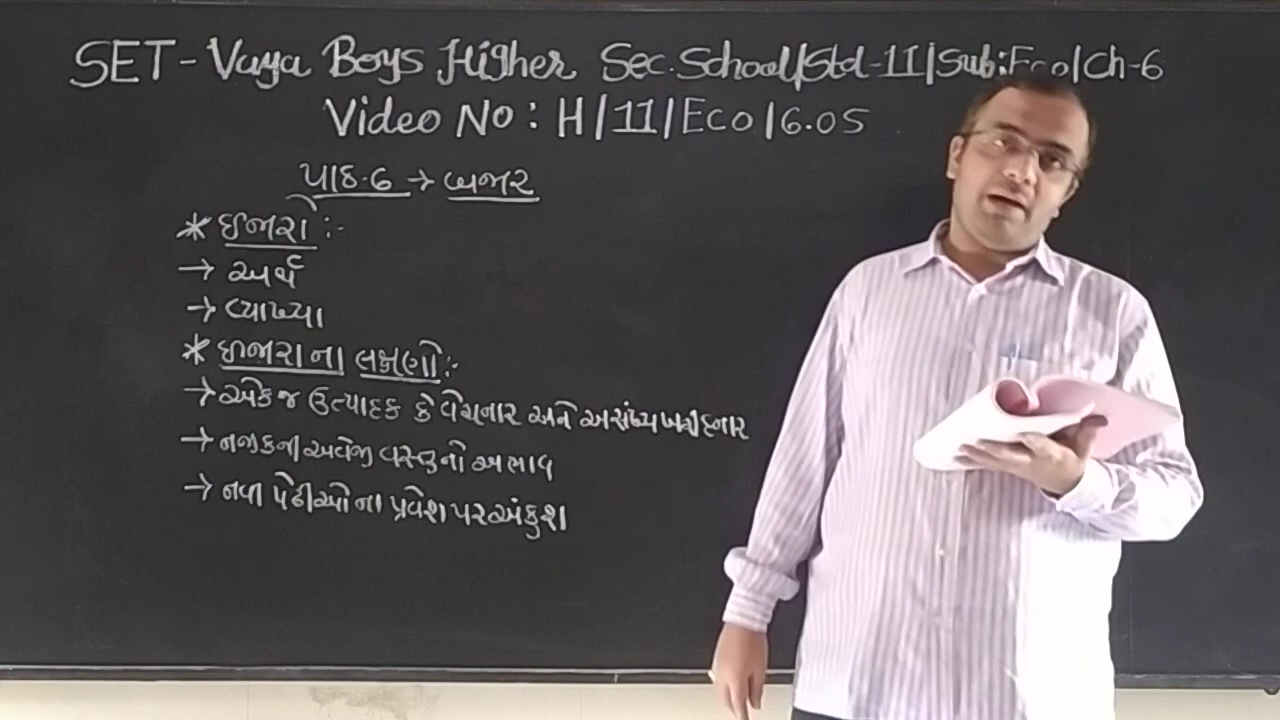 SET - Vaya Boys Higher Sec. School/Std-11/Sub:Eco/Ch-6
Video No: H/11/Eco/6.05
પાઠ-6 → બજાર
* ઈજારો :-
→ અર્થ
→ વ્યાખ્યા
* ઈજારાના લક્ષણો :-
→ એક જ ઉત્પાદક કે વેચનાર અને અસંખ્ય ખરીદનાર
→ નજીકની અવેજી વસ્તુનો અભાવ
→ નવી પેઢીઓના પ્રવેશ પર અંકુશ